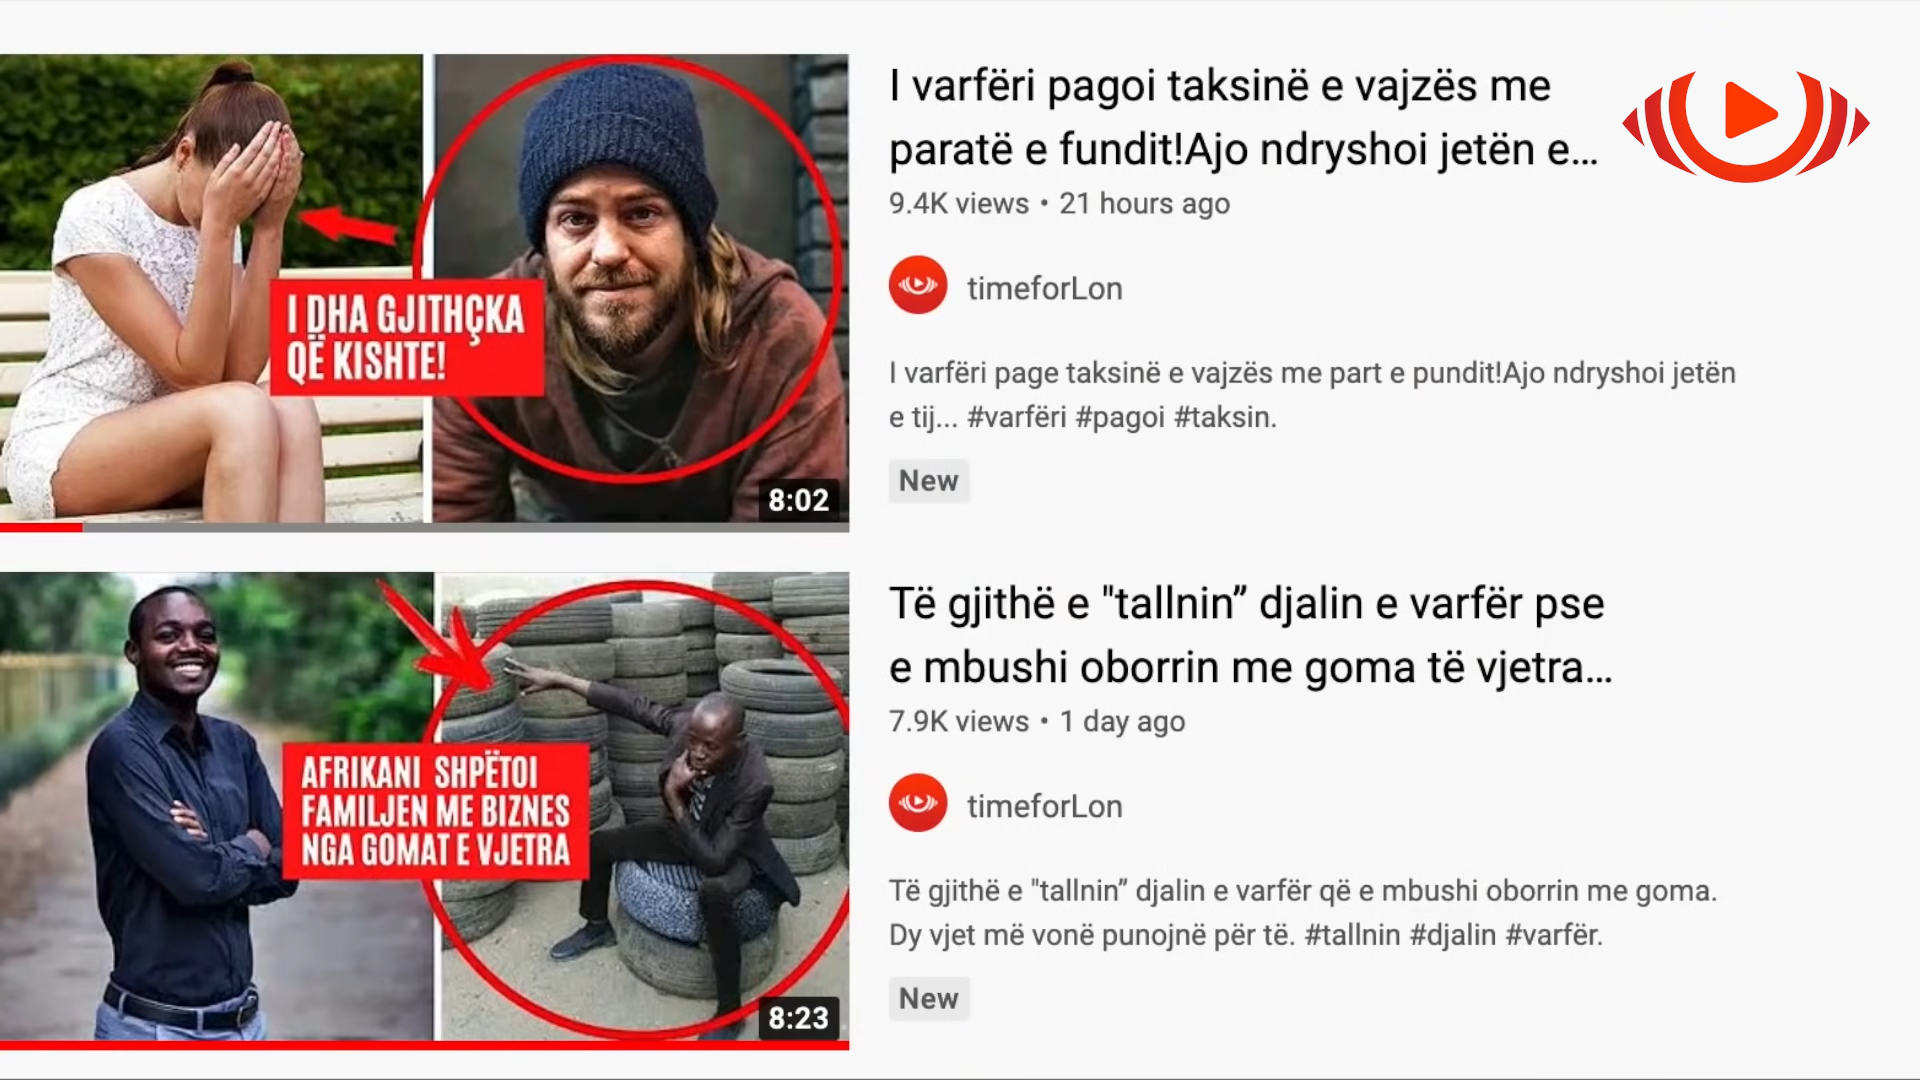 I DHA GJITHÇKA
QË KISHTE!
8:02
I varfëri pagoi taksinë e vajzës me
paratë e fundit!Ajo ndryshoi jetën e...
9.4K views • 21 hours ago
timeforLon
I varfëri page taksinë e vajzës me part e pundit!Ajo ndryshoi jetën
e tij... #varfëri #pagoi #taksin.
New
AFRIKANI SHPËTOI
FAMILJEN ME BIZNES
NGA GOMAT E VJETRA
8:23
Të gjithë e "tallnin” djalin e varfër pse
e mbushi oborrin me goma të vjetra...
7.9K views • 1 day ago
timeforLon
Të gjithë e "tallnin” djalin e varfër që e mbushi oborrin me goma.
Dy vjet më vonë punojnë për të. #tallnin #djalin #varfër.
New